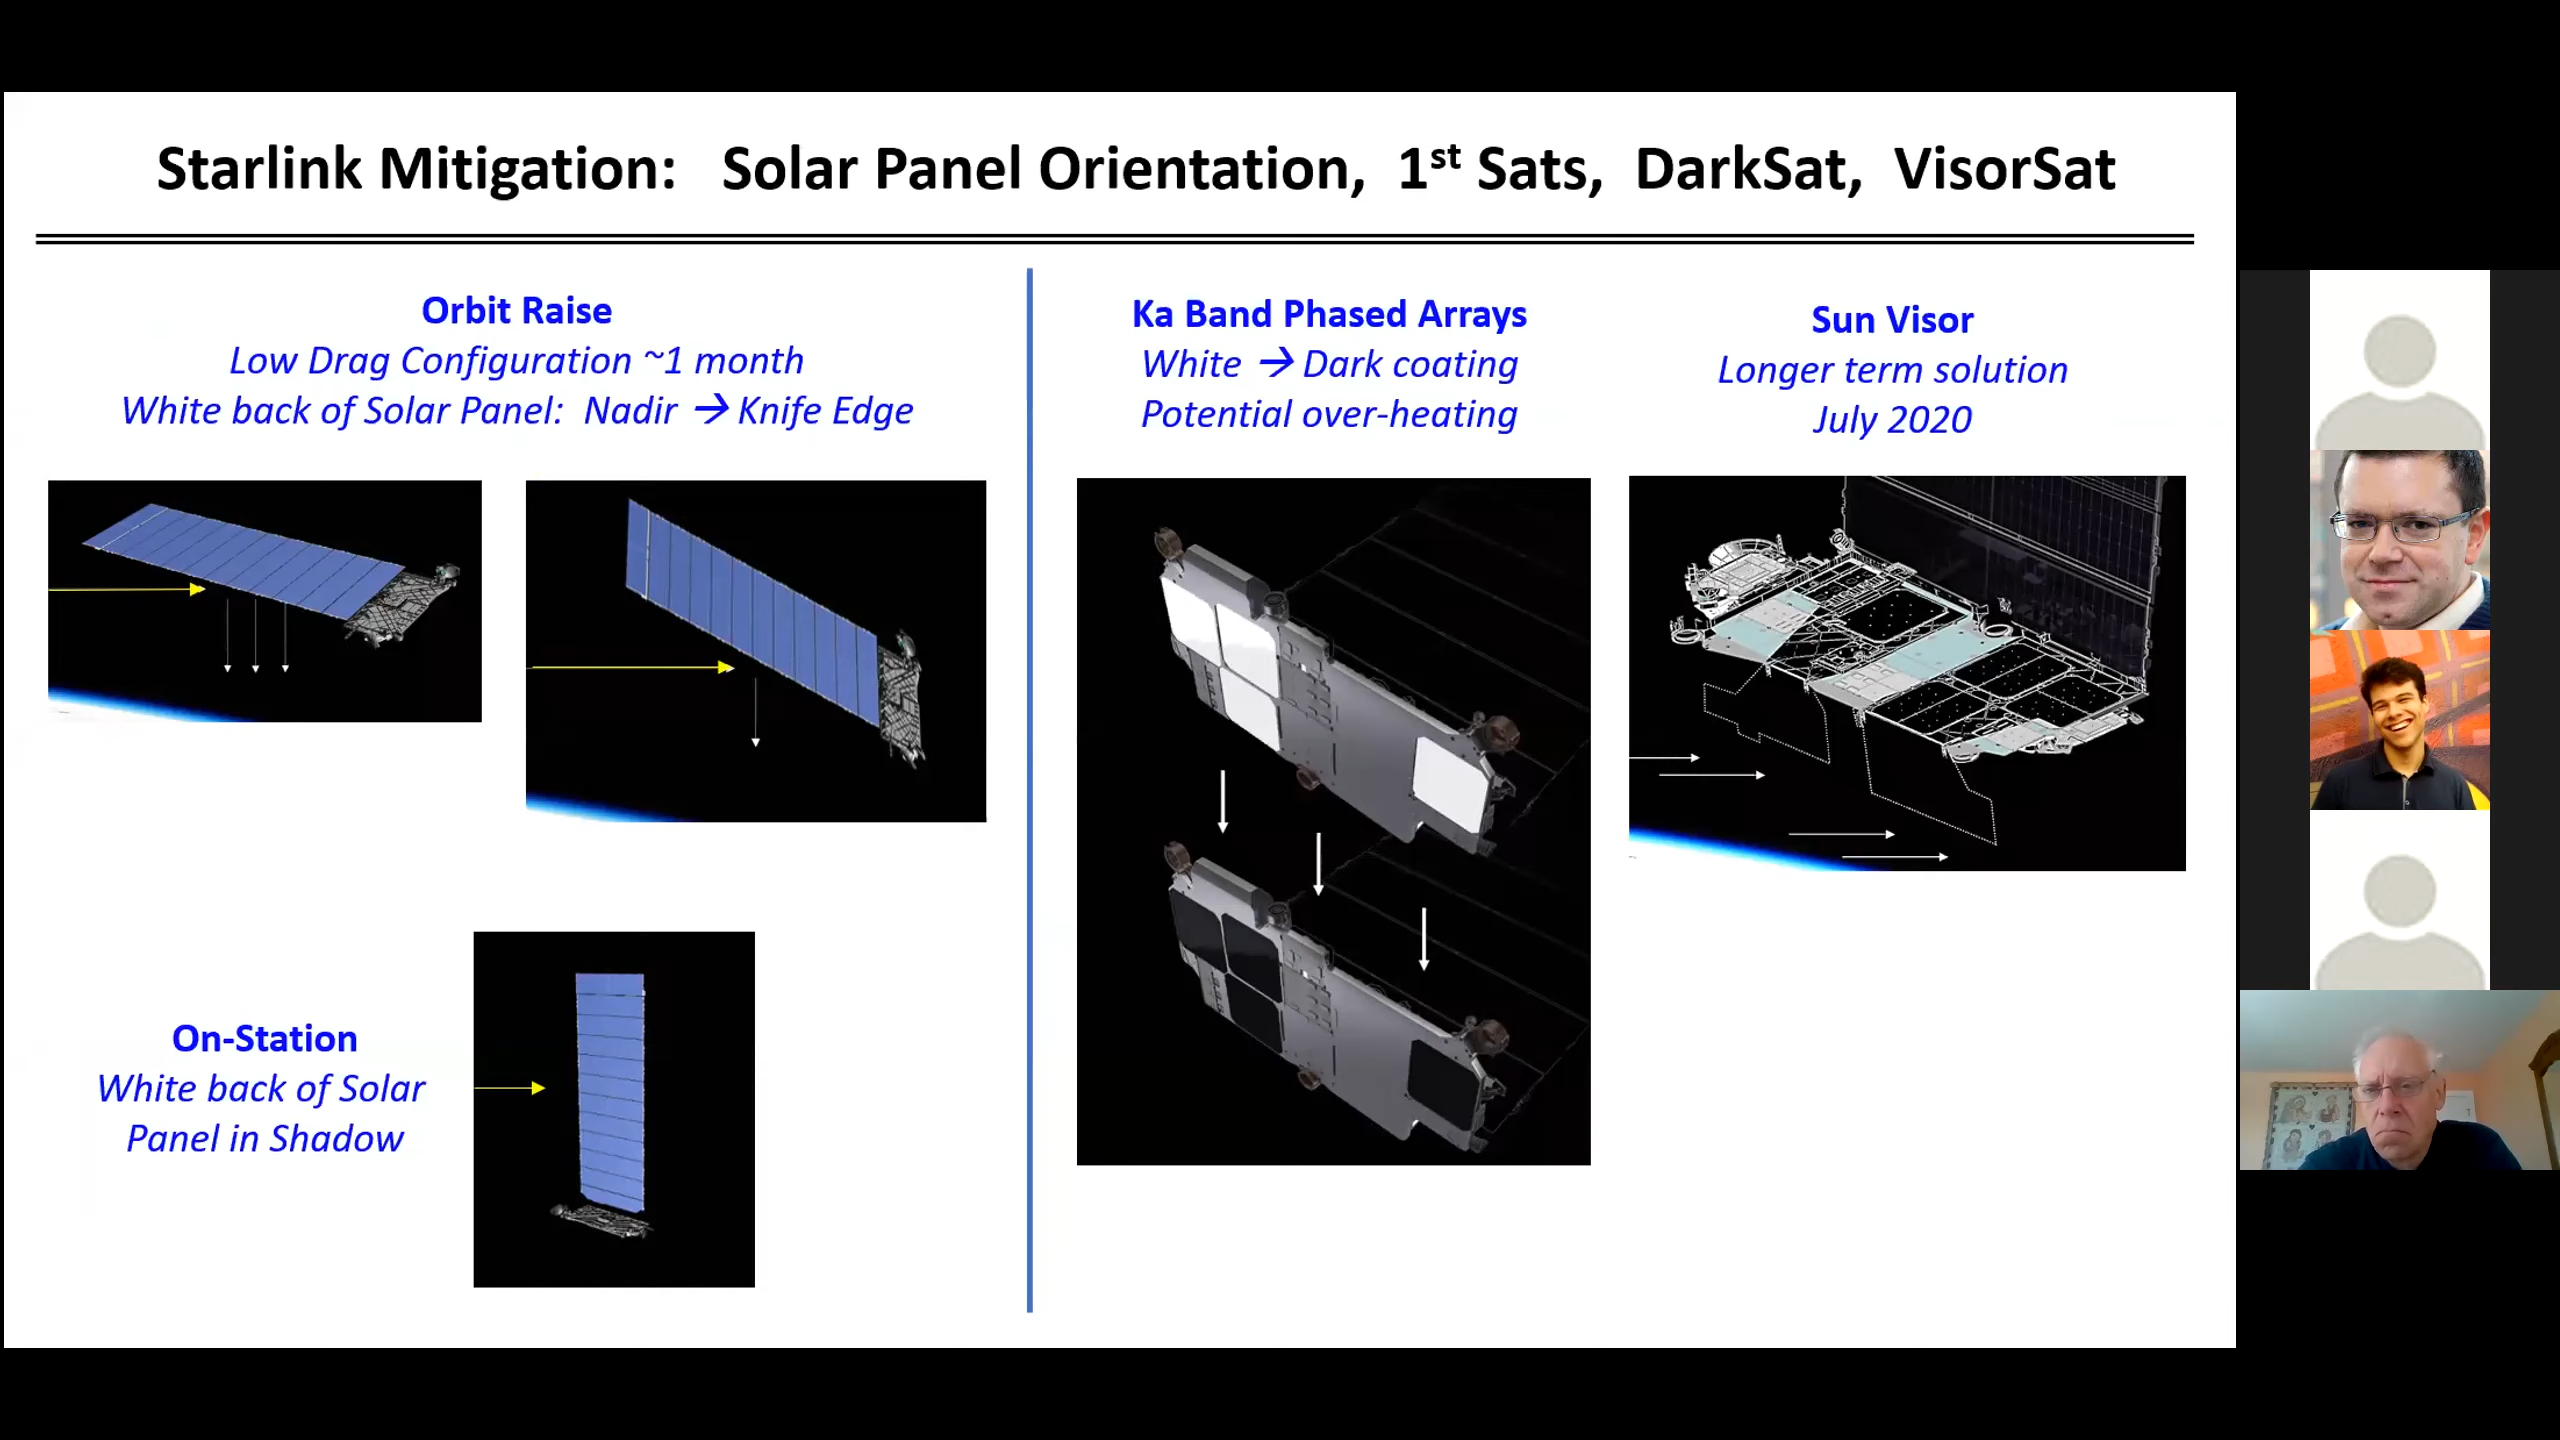 Starlink Mitigation: Solar Panel Orientation, 1st Sats, DarkSat, VisorSat
Orbit Raise
Low Drag Configuration ~1 month
White back of Solar Panel: Nadir → Knife Edge
On-Station
White back of Solar
Panel in Shadow
Ka Band Phased Arrays
White → Dark coating
Potential over-heating
Sun Visor
Longer term solution
July 2020